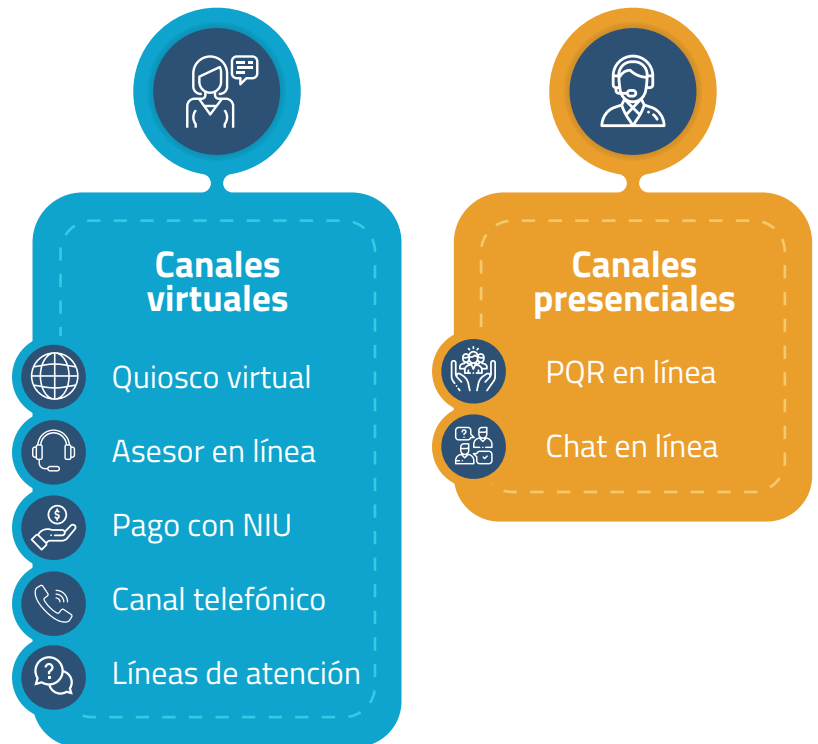 Canales
virtuales
Quiosco virtual
Asesor en línea
Pago con NIU
Canal telefónico
Líneas de atención
Canales
presenciales
PQR en línea
Chat en línea